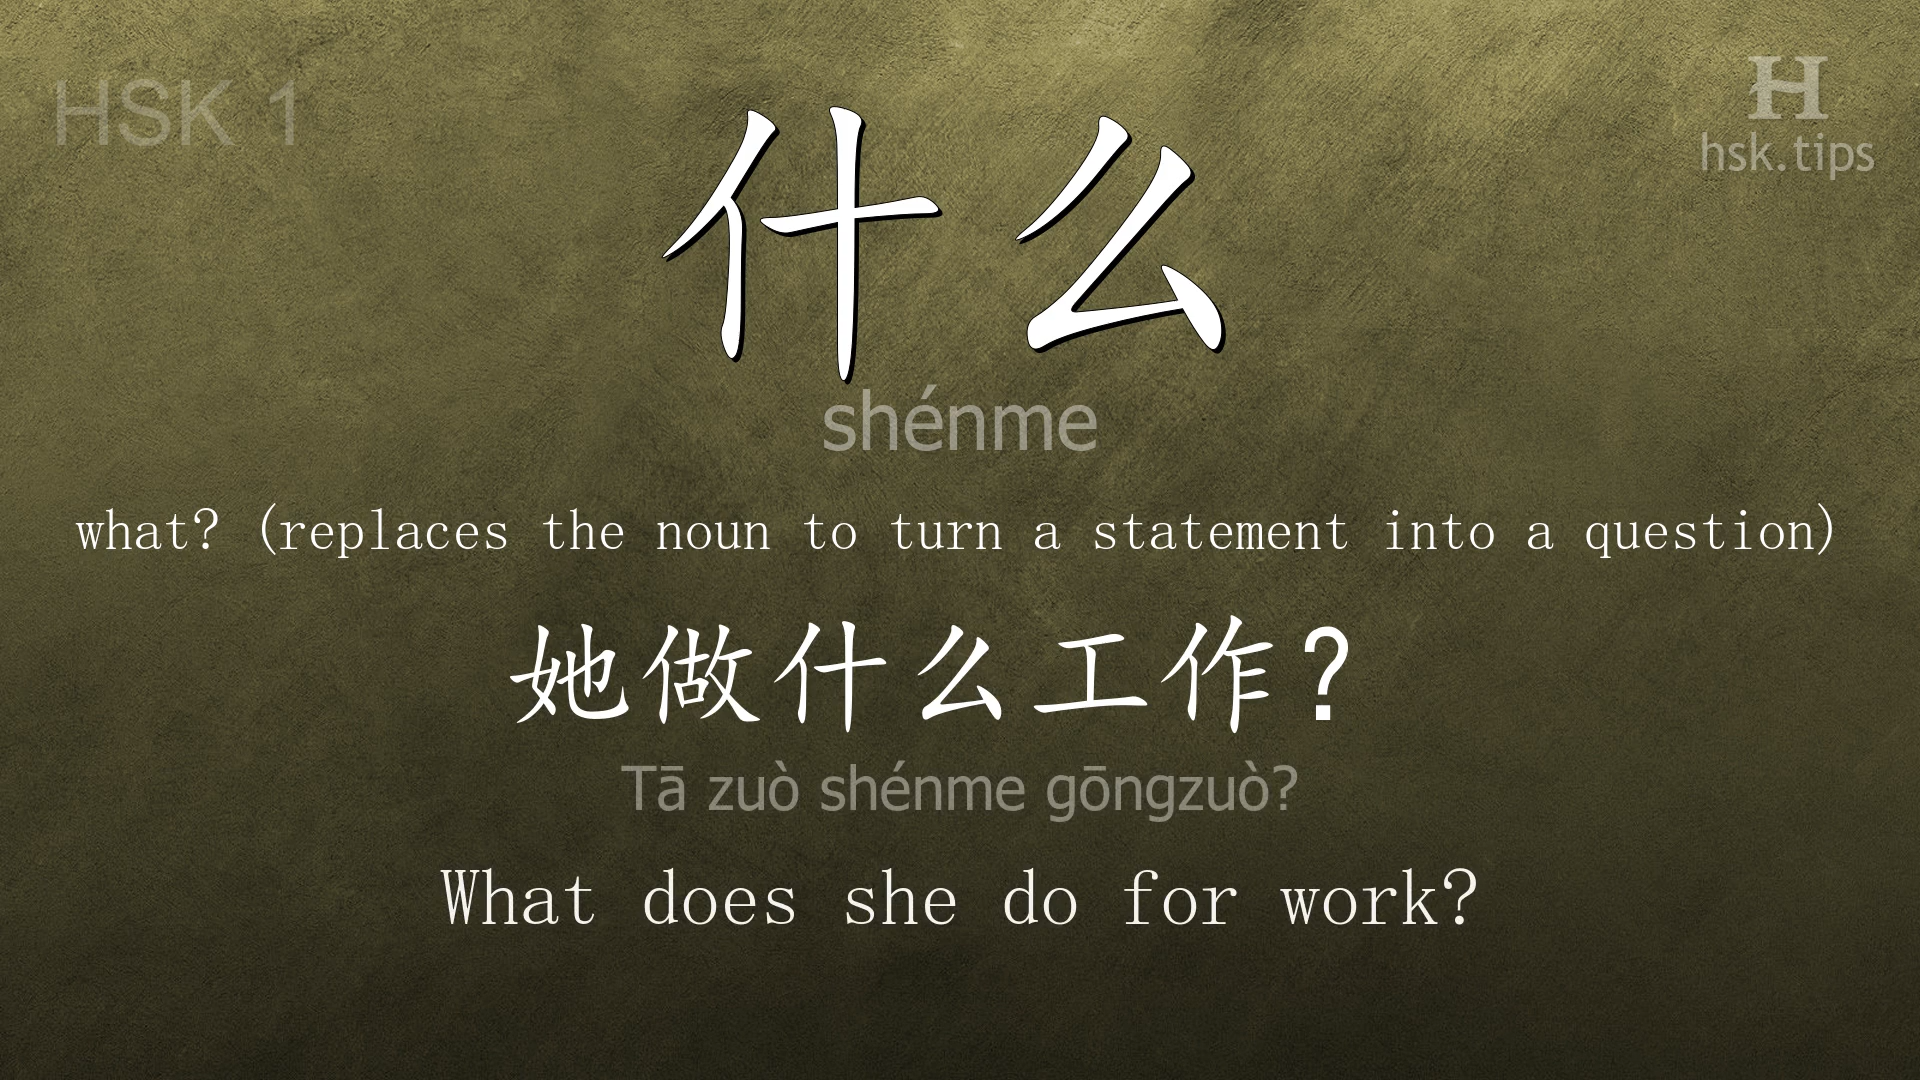 HSK 1
H
hsk.tips
什么
shénme
what? (replaces the noun to turn a statement into a question)
她做什么工作?
Tā zuò shénme gōngzuò?
What does she do for work?